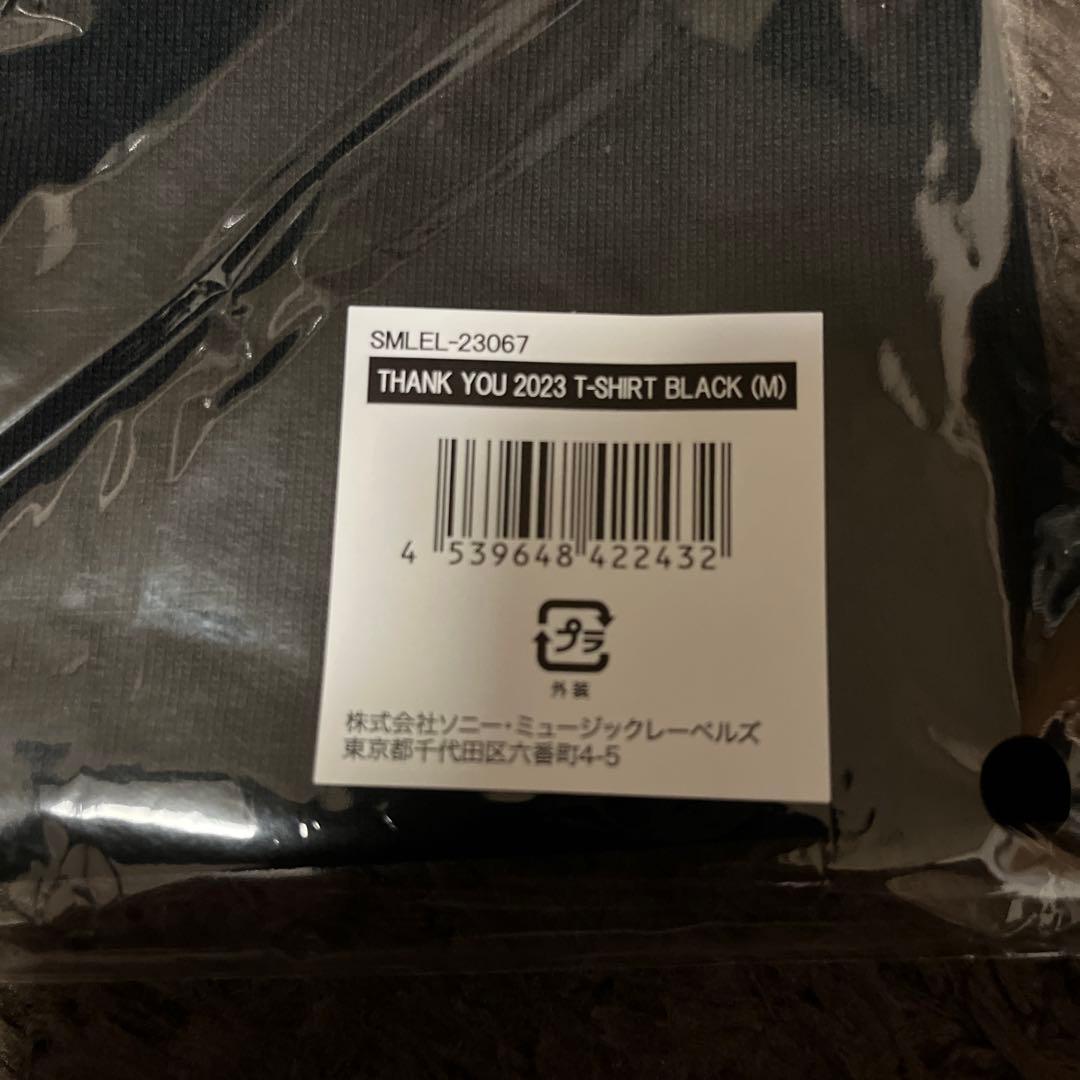 SMLEL-23067
THANK YOU 2023 T-SHIRT BLACK (M)
4 539648 422432
プラ
外装
株式会社ソニー・ミュージックレーベルズ
東京都千代田区六番町4-5